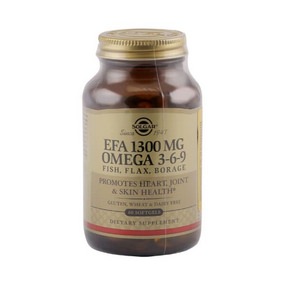 SOLGAR
Since 1947
EFA 1300 MG
OMEGA 3-6-9
FISH, FLAX, BORAGE
PROMOTES HEART, JOINT
& SKIN HEALTH*
GLUTEN, WHEAT & DAIRY FREE
60 SOFTGELS
DIETARY SUPPLEMENT